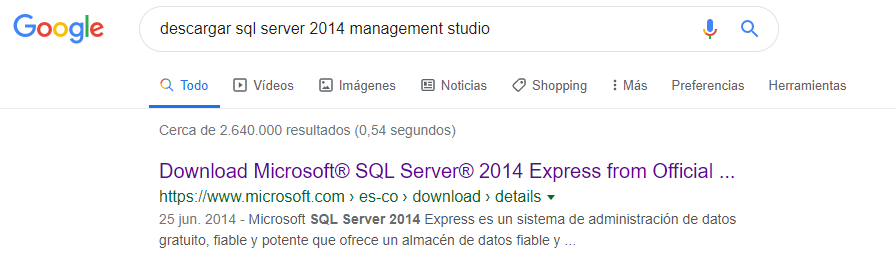 Google descargar sql server 2014 management studio
Todo Vídeos Imágenes Noticias Shopping Más Preferencias Herramientas
Cerca de 2.640.000 resultados (0,54 segundos)
Download Microsoft® SQL Server® 2014 Express from Official ...
https://www.microsoft.com › es-co › download › details
25 jun. 2014 - Microsoft SQL Server 2014 Express es un sistema de administración de datos
gratuito, fiable y potente que ofrece un almacén de datos fiable y ...